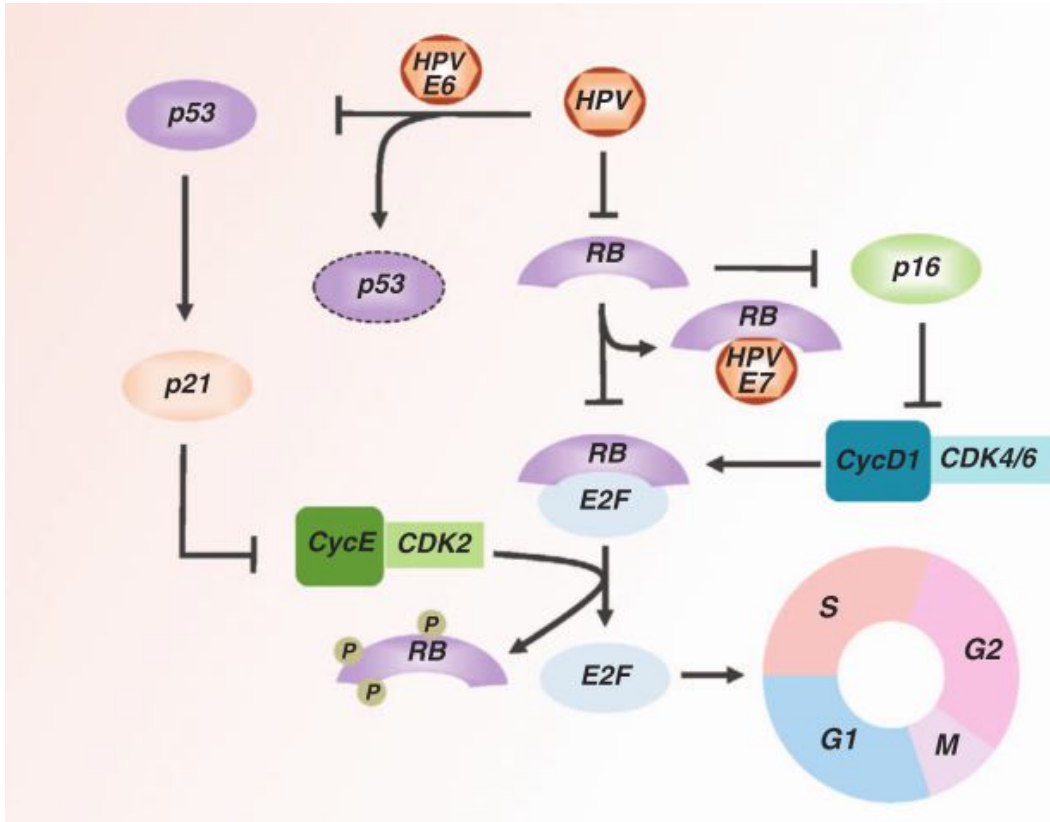 HPV
E6
HPV
p53
RB
p16
p53
RB
HPV
E7
p21
RB
CycD1
CDK4/6
E2F
CycE
CDK2
S
P
RB
P
P
G2
E2F
G1
M